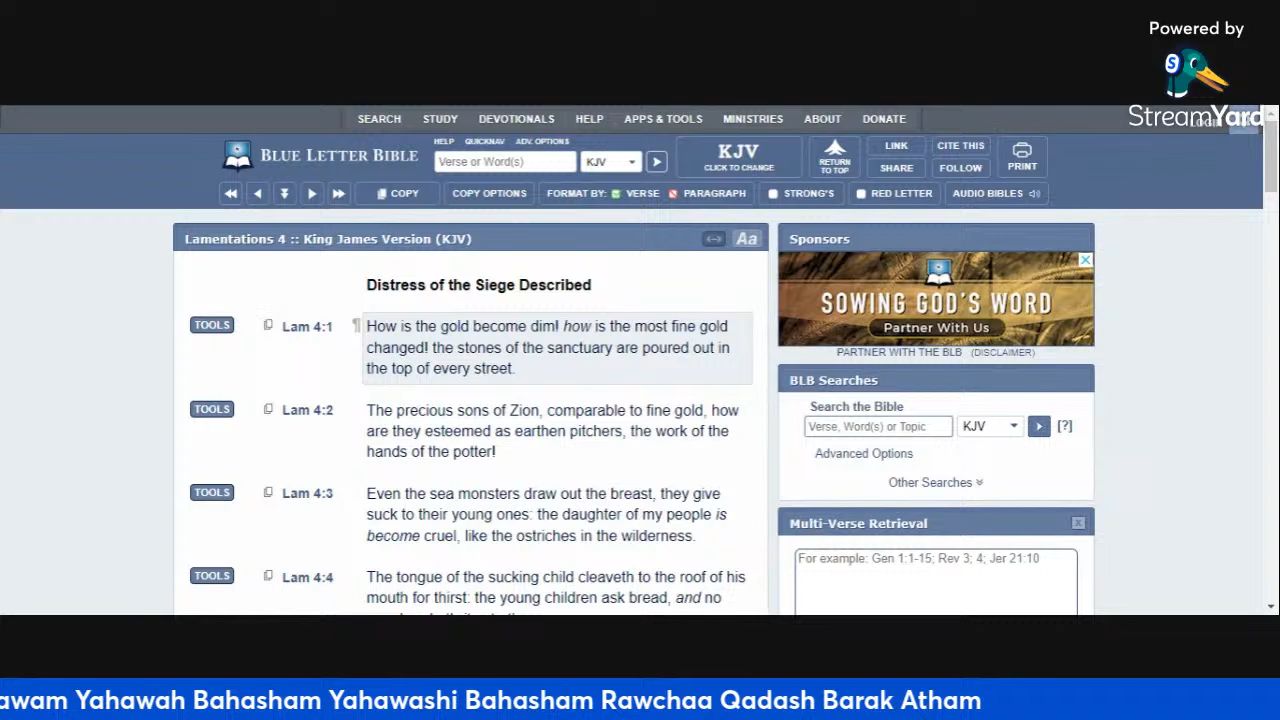 Powered by
S
StreamYard
SEARCH STUDY DEVOTIONALS HELP APPS & TOOLS MINISTRIES ABOUT DONATE
HELP QUICKNAV ADV. OPTIONS
BLUE LETTER BIBLE
Verse or Word(s)
KJV
KJV
CLICK TO CHANGE
RETURN
TO TOP
LINK
SHARE
CITE THIS
FOLLOW
PRINT
COPY COPY OPTIONS FORMAT BY: VERSE PARAGRAPH STRONG'S RED LETTER AUDIO BIBLES
Lamentations 4 :: King James Version (KJV)
Aa
Distress of the Siege Described
TOOLS Lam 4:1 ¶ How is the gold become dim! how is the most fine gold
changed! the stones of the sanctuary are poured out in
the top of every street.
TOOLS Lam 4:2 The precious sons of Zion, comparable to fine gold, how
are they esteemed as earthen pitchers, the work of the
hands of the potter!
TOOLS Lam 4:3 Even the sea monsters draw out the breast, they give
suck to their young ones: the daughter of my people is
become cruel, like the ostriches in the wilderness.
TOOLS Lam 4:4 The tongue of the sucking child cleaveth to the roof of his
mouth for thirst: the young children ask bread, and no
Sponsors
SOWING GOD'S WORD
Partner With Us
PARTNER WITH THE BLB (DISCLAIMER)
BLB Searches
Search the Bible
Verse, Word(s) or Topic KJV [?]
Advanced Options
Other Searches
Multi-Verse Retrieval
For example: Gen 1:1-15; Rev 3; 4; Jer 21:10
awam Yahawah Bahasham Yahawashi Bahasham Rawchaa Qadash Barak Atham